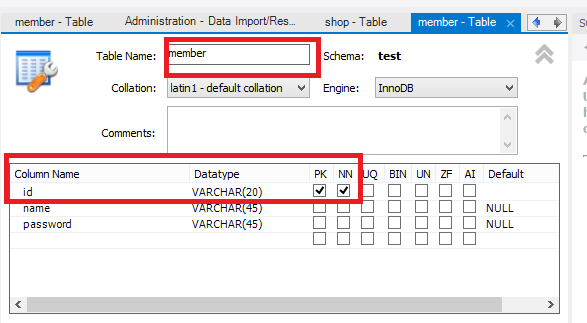 member - Table Administration - Data Import/Res... shop - Table member - Table
Table Name: member Schema: test
Collation: latin1 - default collation Engine: InnoDB
Comments:
Column Name Datatype PK NN UQ BIN UN ZF AI Default
id VARCHAR(20)
name VARCHAR(45) NULL
password VARCHAR(45) NULL